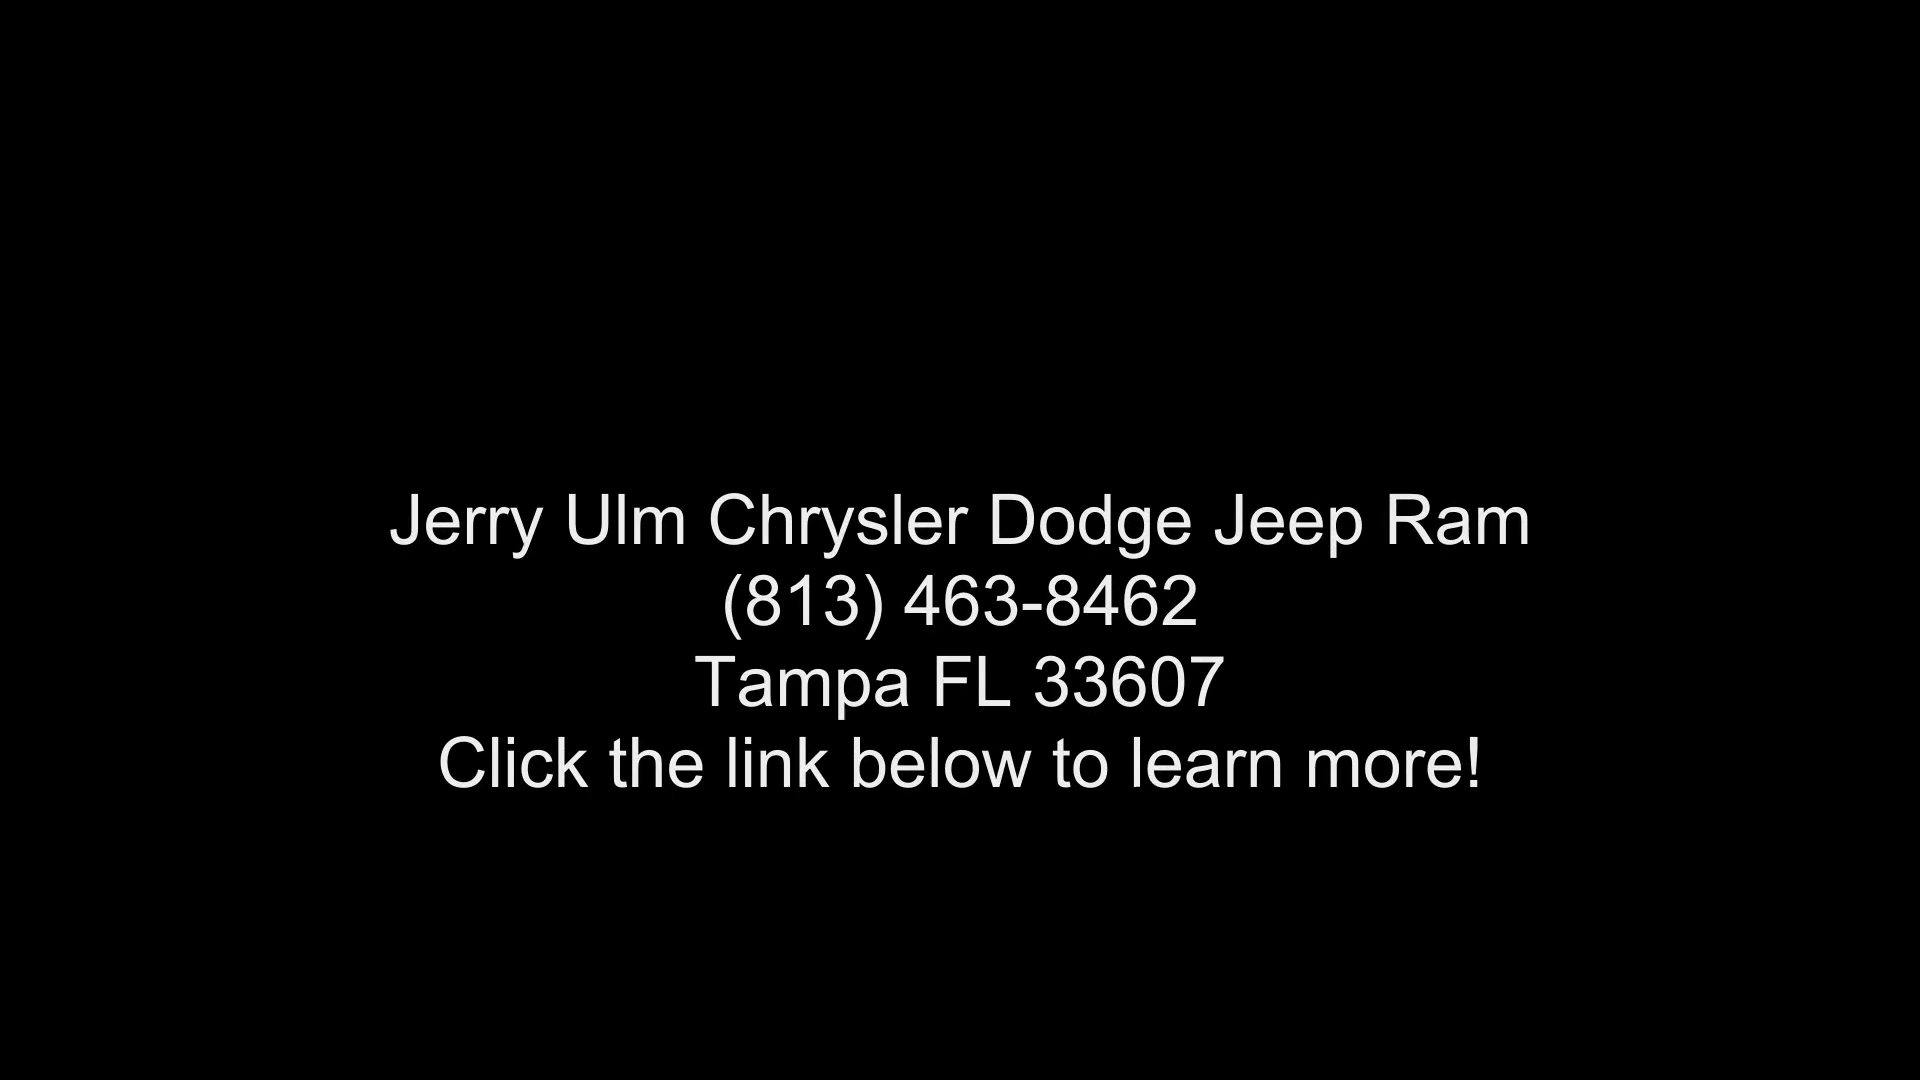 Jerry Ulm Chrysler Dodge Jeep Ram
(813) 463-8462
Tampa FL 33607
Click the link below to learn more!